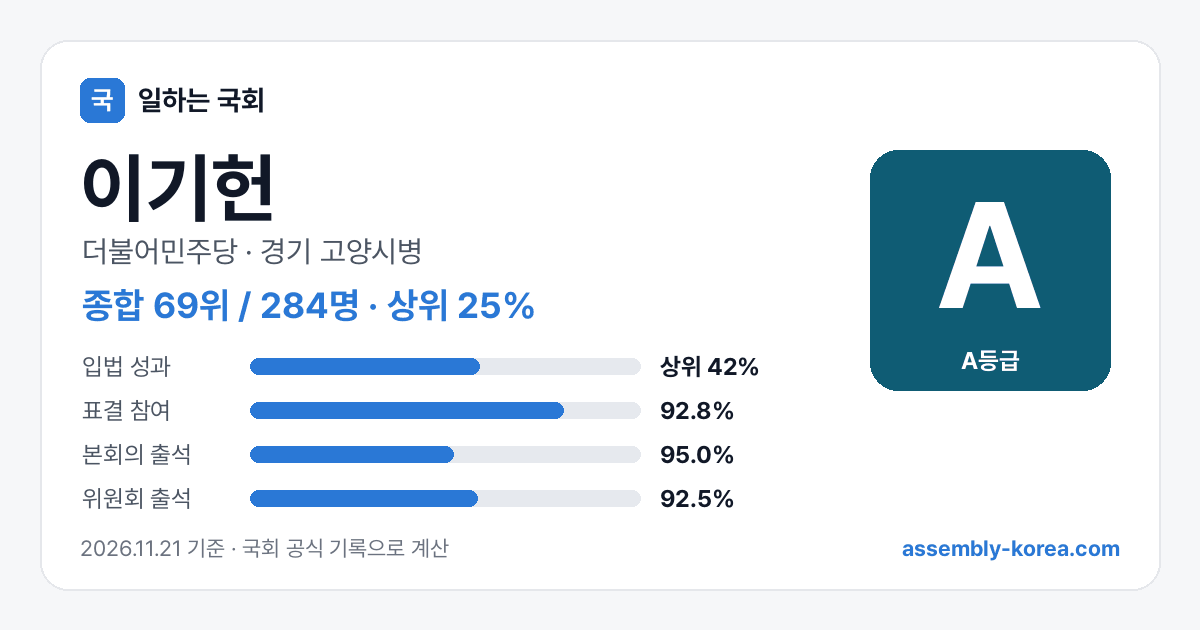 국 일하는 국회
이기헌
더불어민주당 · 경기 고양시병
종합 69위 / 284명 · 상위 25%
A
A등급
입법 성과 상위 42%
표결 참여 92.8%
본회의 출석 95.0%
위원회 출석 92.5%
2026.11.21 기준 · 국회 공식 기록으로 계산
assembly-korea.com